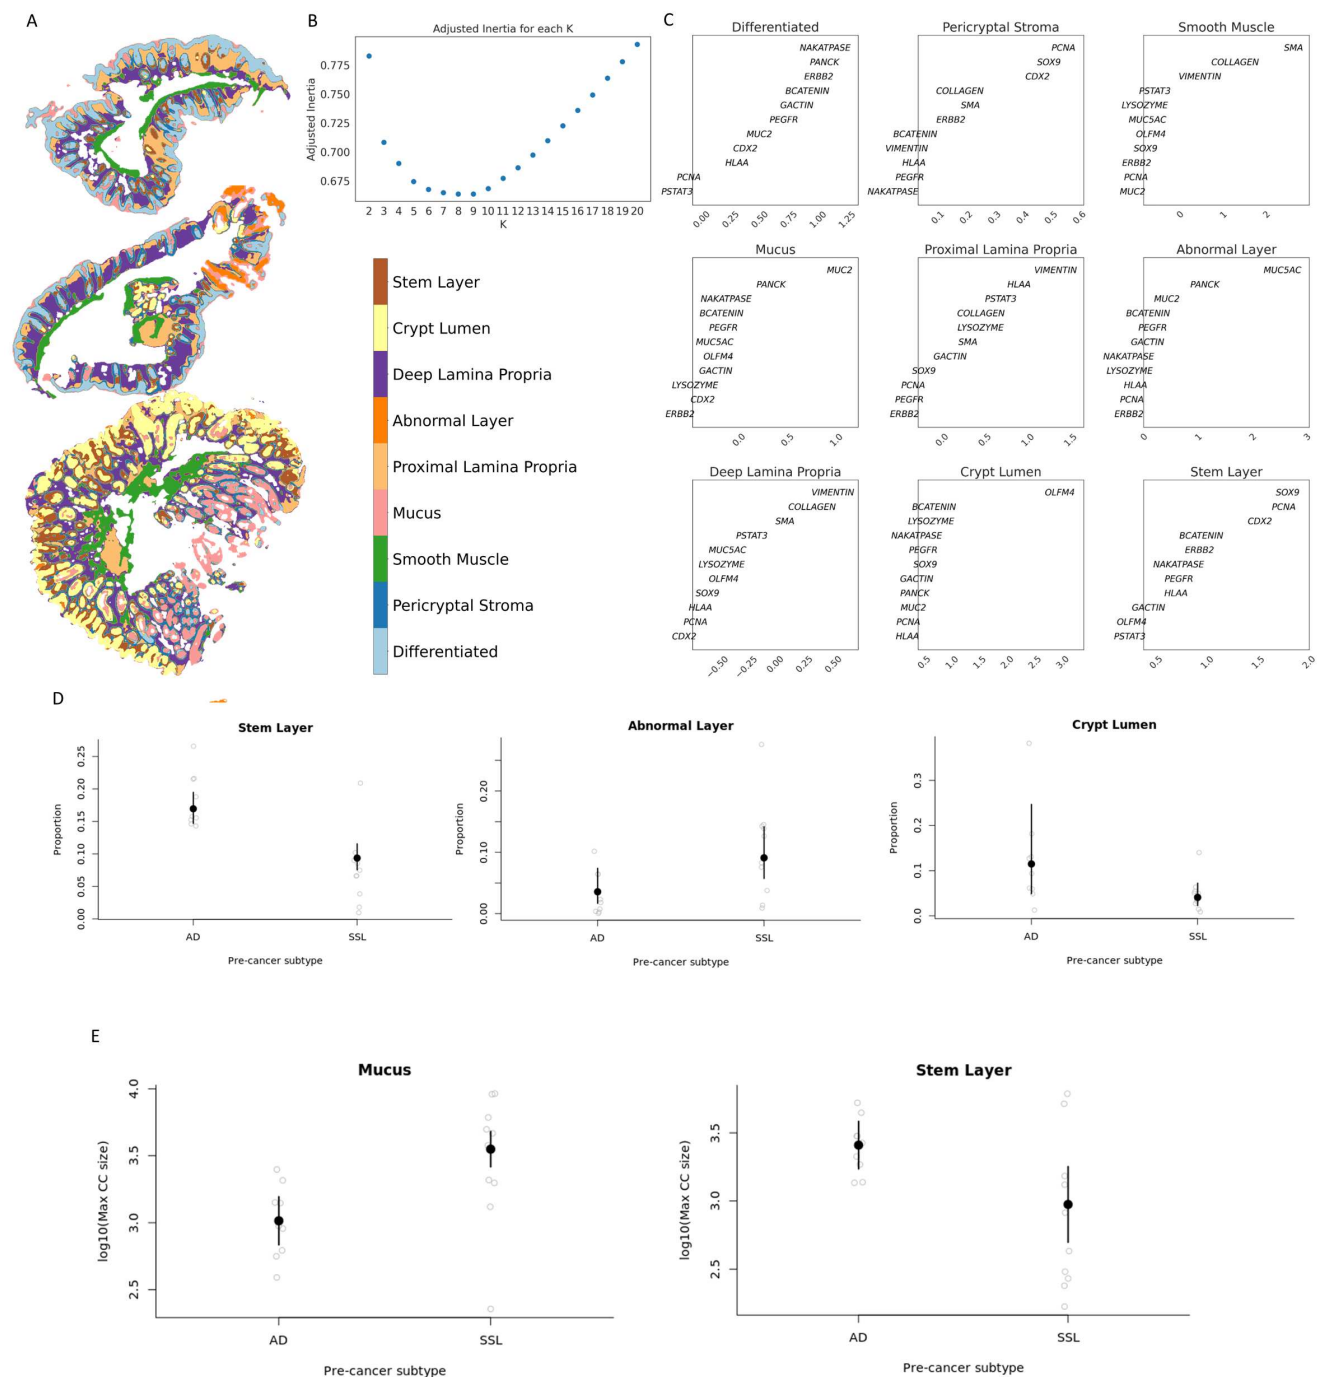 A
B
Adjusted Inertia for each K
Adjusted Inertia
0.775
0.750
0.725
0.700
0.675
2 3 4 5 6 7 8 9 10 11 12 13 14 15 16 17 18 19 20
K
Stem Layer
Crypt Lumen
Deep Lamina Propria
Abnormal Layer
Proximal Lamina Propria
Mucus
Smooth Muscle
Pericryptal Stroma
Differentiated
C
Differentiated
NAKATPASE
PANCK
ERBB2
BCATENIN
GACTIN
PEGFR
MUC2
CDX2
HLAA
PCNA
PSTAT3
0.00 0.25 0.50 0.75 1.00 1.25
Pericryptal Stroma
PCNA
SOX9
CDX2
COLLAGEN
SMA
ERBB2
BCATENIN
VIMENTIN
HLAA
PEGFR
NAKATPASE
0.1 0.2 0.3 0.4 0.5 0.6
Smooth Muscle
SMA
COLLAGEN
VIMENTIN
PSTAT3
LYSOZYME
MUC5AC
OLFM4
SOX9
ERBB2
PCNA
MUC2
0 1 2
Mucus
MUC2
PANCK
NAKATPASE
BCATENIN
PEGFR
MUC5AC
OLFM4
GACTIN
LYSOZYME
CDX2
ERBB2
0.0 0.5 1.0
Proximal Lamina Propria
VIMENTIN
HLAA
PSTAT3
COLLAGEN
LYSOZYME
SMA
GACTIN
SOX9
PCNA
PEGFR
ERBB2
0.0 0.5 1.0 1.5
Abnormal Layer
MUC5AC
PANCK
MUC2
BCATENIN
PEGFR
GACTIN
NAKATPASE
LYSOZYME
HLAA
PCNA
ERBB2
0 1 2 3
Deep Lamina Propria
VIMENTIN
COLLAGEN
SMA
PSTAT3
MUC5AC
LYSOZYME
OLFM4
SOX9
HLAA
PCNA
CDX2
−0.50 −0.25 0.00 0.25 0.50
Crypt Lumen
OLFM4
BCATENIN
LYSOZYME
NAKATPASE
PEGFR
SOX9
GACTIN
PANCK
MUC2
PCNA
HLAA
0.5 1.0 1.5 2.0 2.5 3.0
Stem Layer
SOX9
PCNA
CDX2
BCATENIN
ERBB2
NAKATPASE
PEGFR
HLAA
GACTIN
OLFM4
PSTAT3
0.5 1.0 1.5 2.0
D
Stem Layer
Proportion
0.25
0.20
0.15
0.10
0.05
0.00
AD SSL
Pre-cancer subtype
Abnormal Layer
Proportion
0.20
0.10
0.00
AD SSL
Pre-cancer subtype
Crypt Lumen
Proportion
0.3
0.2
0.1
0.0
AD SSL
Pre-cancer subtype
E
Mucus
log10(Max CC size)
4.0
3.5
3.0
2.5
AD SSL
Pre-cancer subtype
Stem Layer
log10(Max CC size)
3.5
3.0
2.5
AD SSL
Pre-cancer subtype